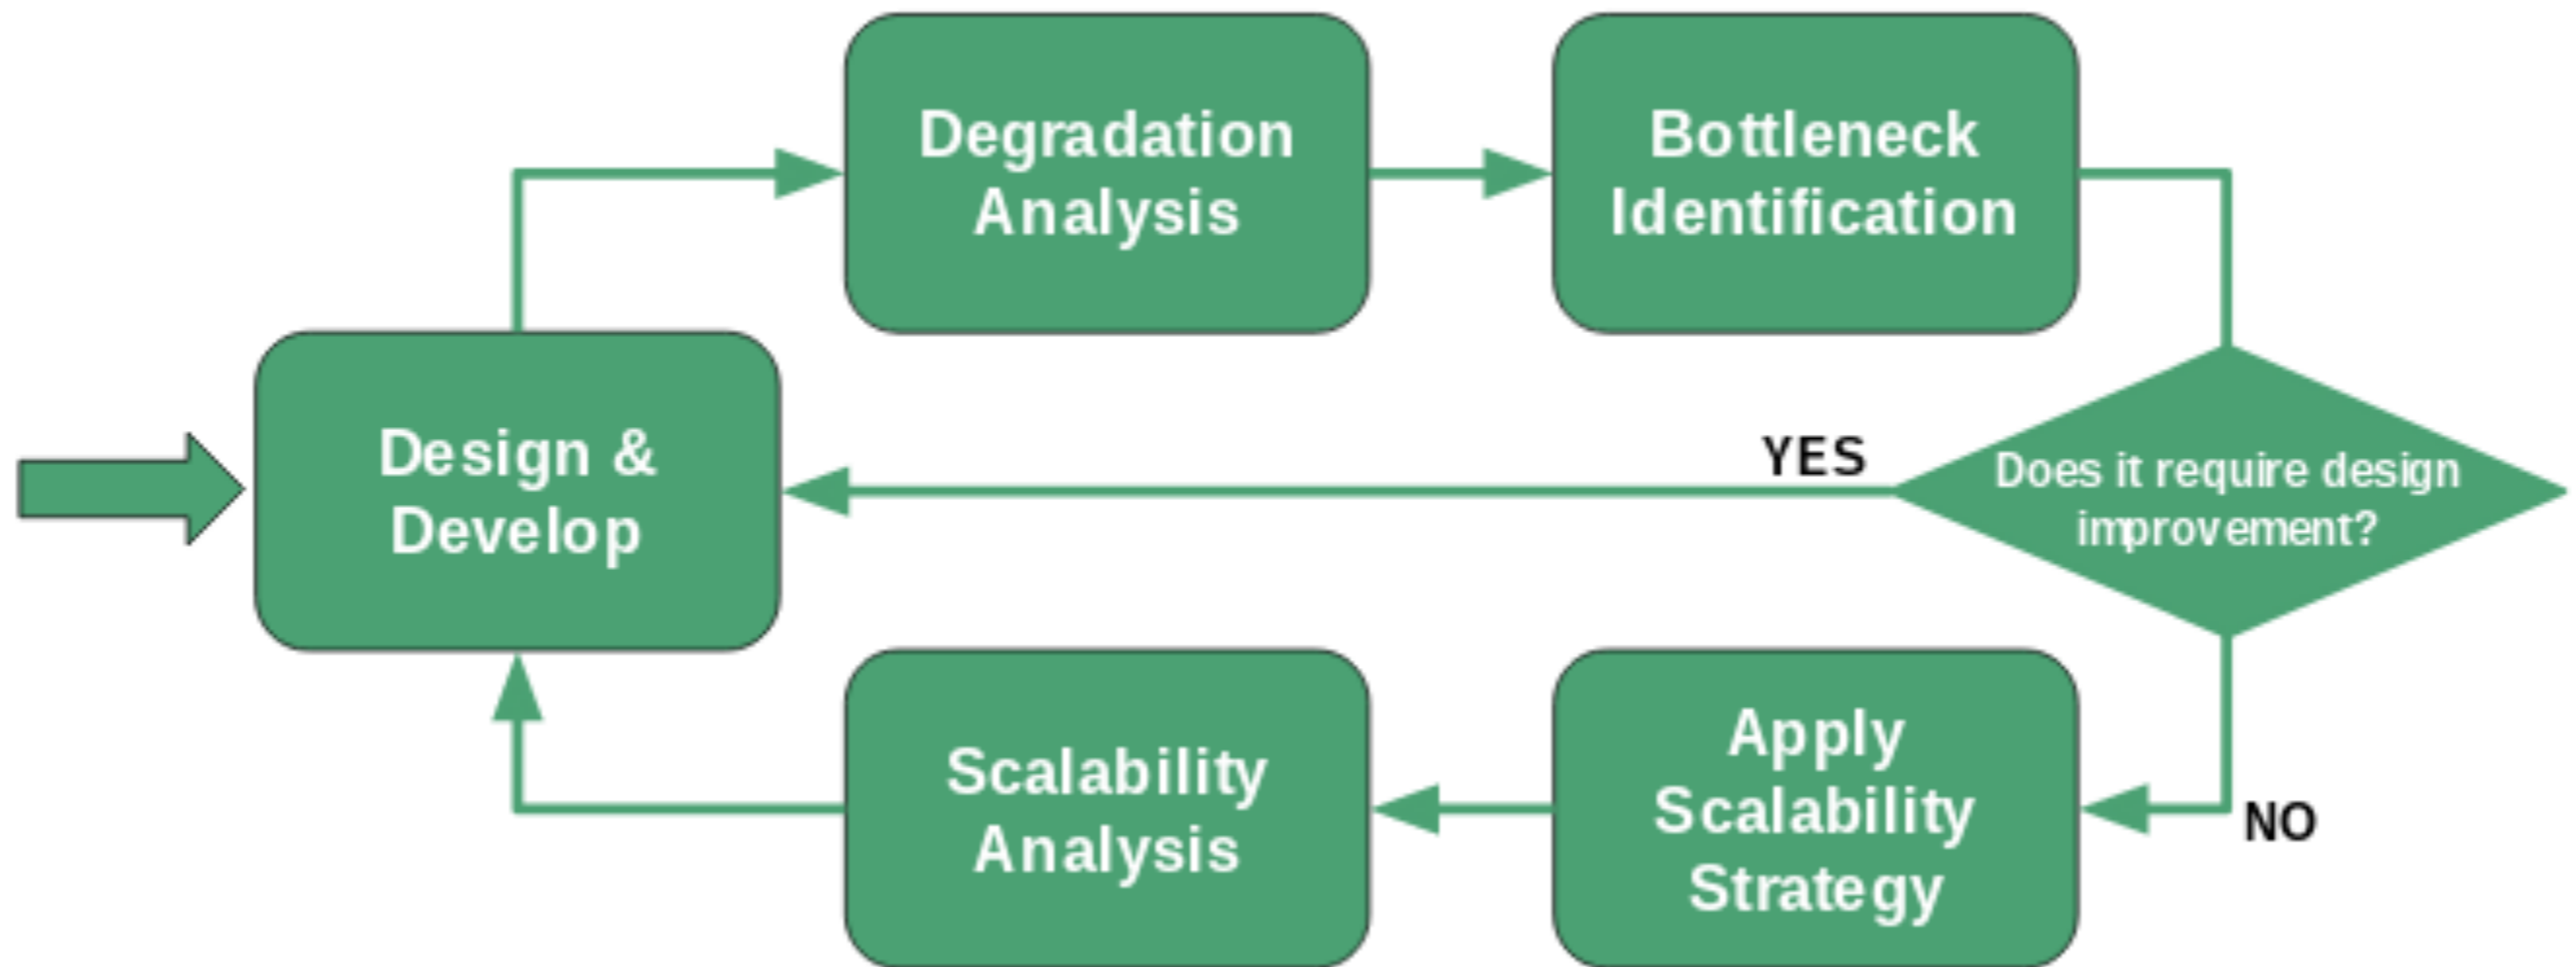 Degradation
Analysis
Bottleneck
Identification
Design &
Develop
YES
Does it require design
improvement?
Scalability
Analysis
Apply
Scalability
Strategy
NO